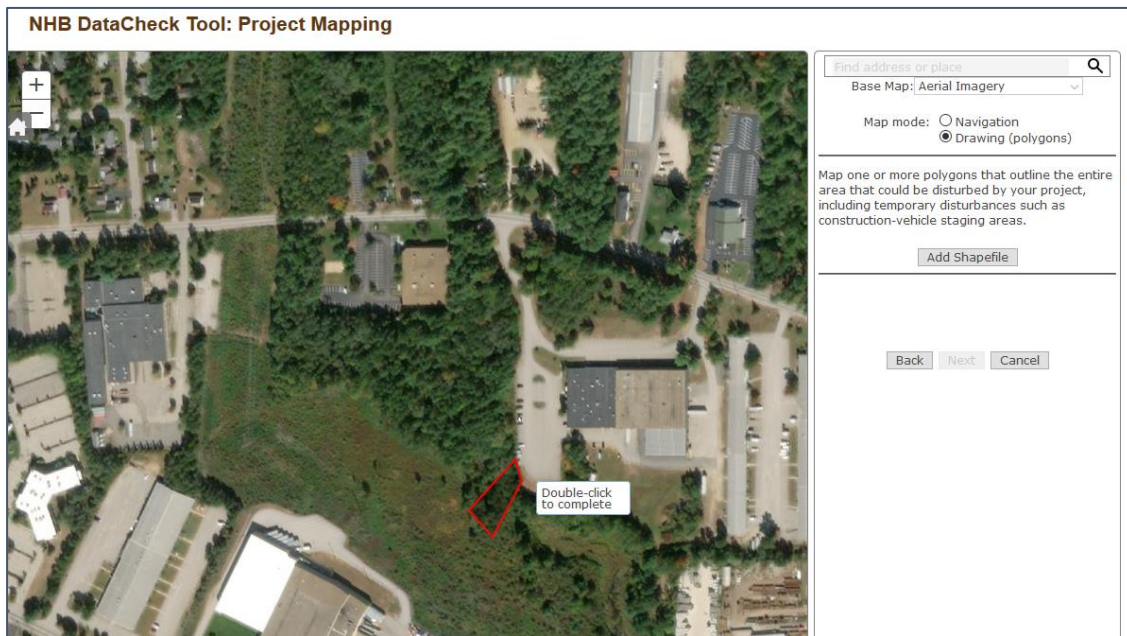 NHB DataCheck Tool: Project Mapping
+
−
Find address or place
Base Map: Aerial Imagery
Map mode: Navigation
Drawing (polygons)
Map one or more polygons that outline the entire
area that could be disturbed by your project,
including temporary disturbances such as
construction-vehicle staging areas.
Add Shapefile
Back Next Cancel
Double-click
to complete